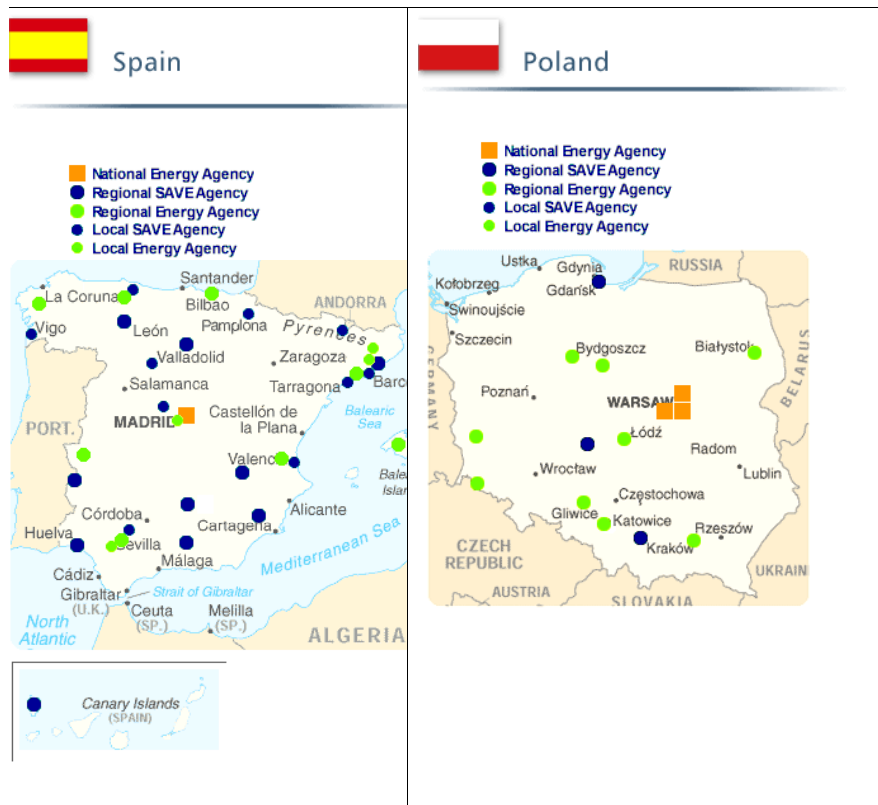 Spain
National Energy Agency
Regional SAVE Agency
Regional Energy Agency
Local SAVE Agency
Local Energy Agency
Santander
La Coruna
Bilbao
ANDORRA
Vigo
León
Pamplona
Pyrenees
Valladolid
Zaragoza
Salamanca
Tarragona
Barce
MADRID
Castellón de
la Plana
Balearic
Sea
PORT.
Valenc
Balea
Islan
Córdoba
Alicante
Huelva
Sevilla
Cartagena
Málaga
Mediterranean Sea
Cádiz
Gibraltar
(U.K.)
Strait of Gibraltar
Ceuta
(SP.)
Melilla
(SP.)
North
Atlantic
ALGERIA
Canary Islands
(SPAIN)
Poland
National Energy Agency
Regional SAVE Agency
Regional Energy Agency
Local SAVE Agency
Local Energy Agency
Ustka
Gdynia
RUSSIA
Kołobrzeg
Gdańsk
Swinoujście
Szczecin
Bydgoszcz
Białystok
GERMANY
BELARUS
Poznań
WARSAW
Łódź
Radom
Wrocław
Lublin
Częstochowa
Gliwice
Katowice
Rzeszów
Kraków
CZECH
REPUBLIC
UKRAIN
AUSTRIA
SLOVAKIA